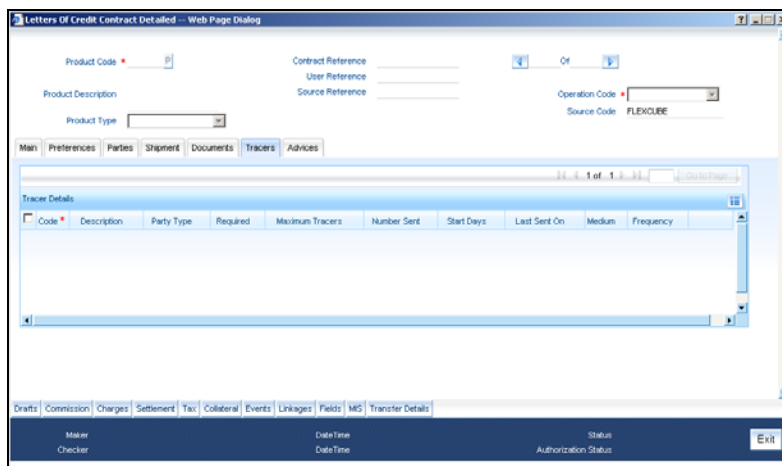 Letters Of Credit Contract Detailed -- Web Page Dialog
Product Code * P Contract Reference Of
User Reference
Product Description Source Reference Operation Code *
Source Code FLEXCUBE
Product Type
Main Preferences Parties Shipment Documents Tracers Advices
1 of 1 Go to Page
Tracer Details
Code * Description Party Type Required Maximum Tracers Number Sent Start Days Last Sent On Medium Frequency
Drafts Commission Charges Settlement Tax Collateral Events Linkages Fields MIS Transfer Details
Maker DateTime Status
Checker DateTime Authorization Status
Exit